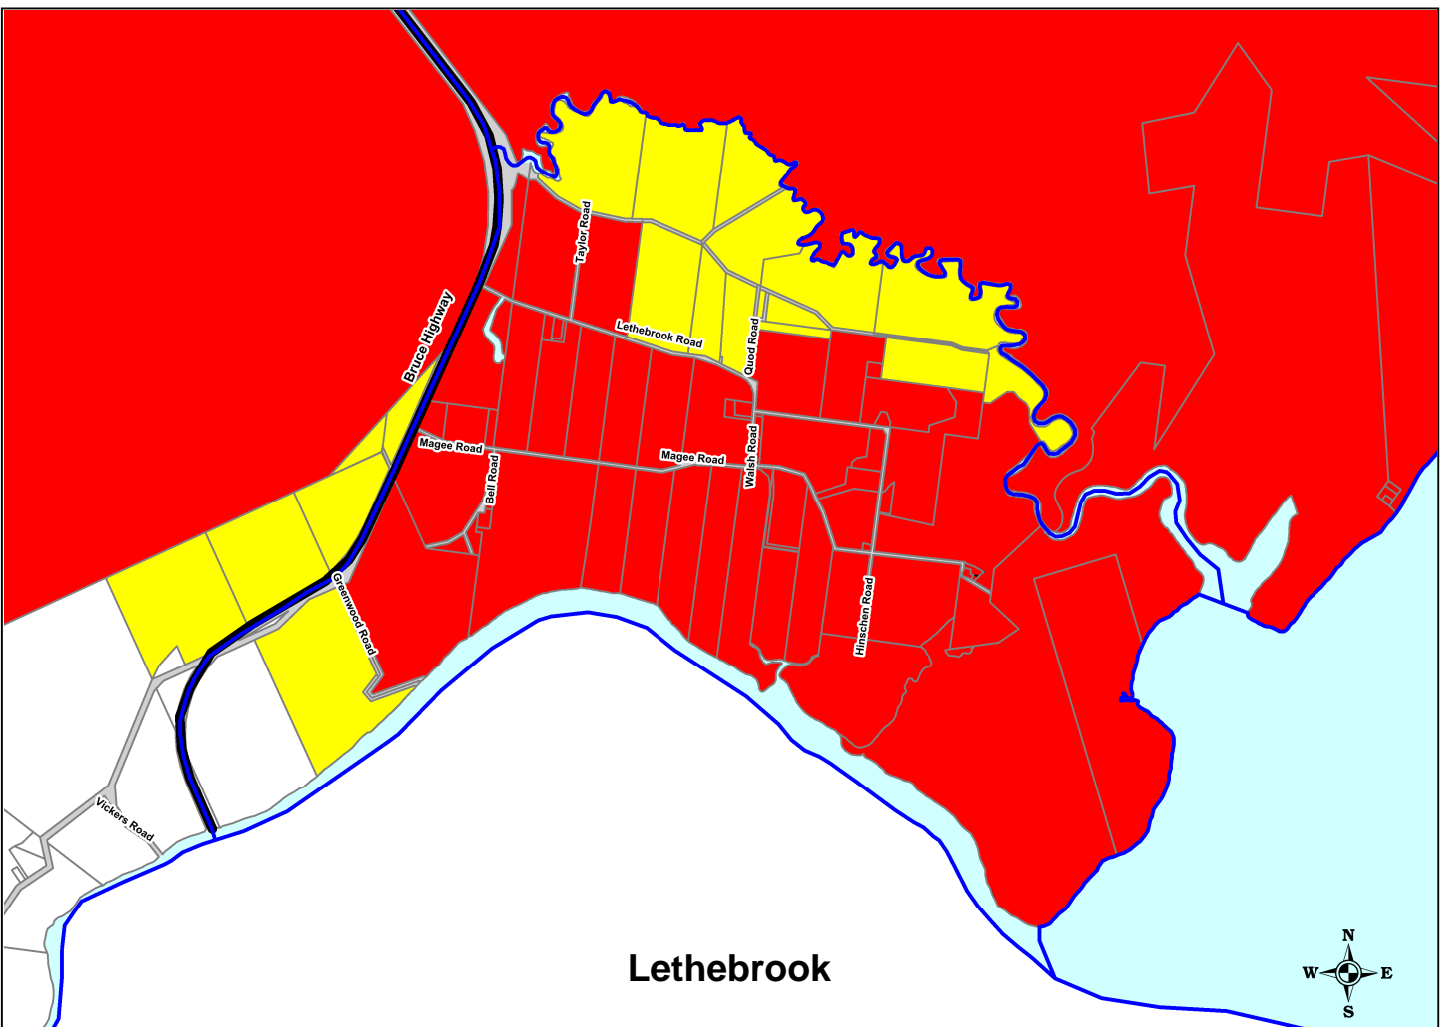 Taylor Road
Bruce Highway
Lethebrook Road
Quod Road
Magee Road
Magee Road
Walsh Road
Bell Road
Greenwood Road
Hinschen Road
Vickers Road
Lethebrook
N
W E
S